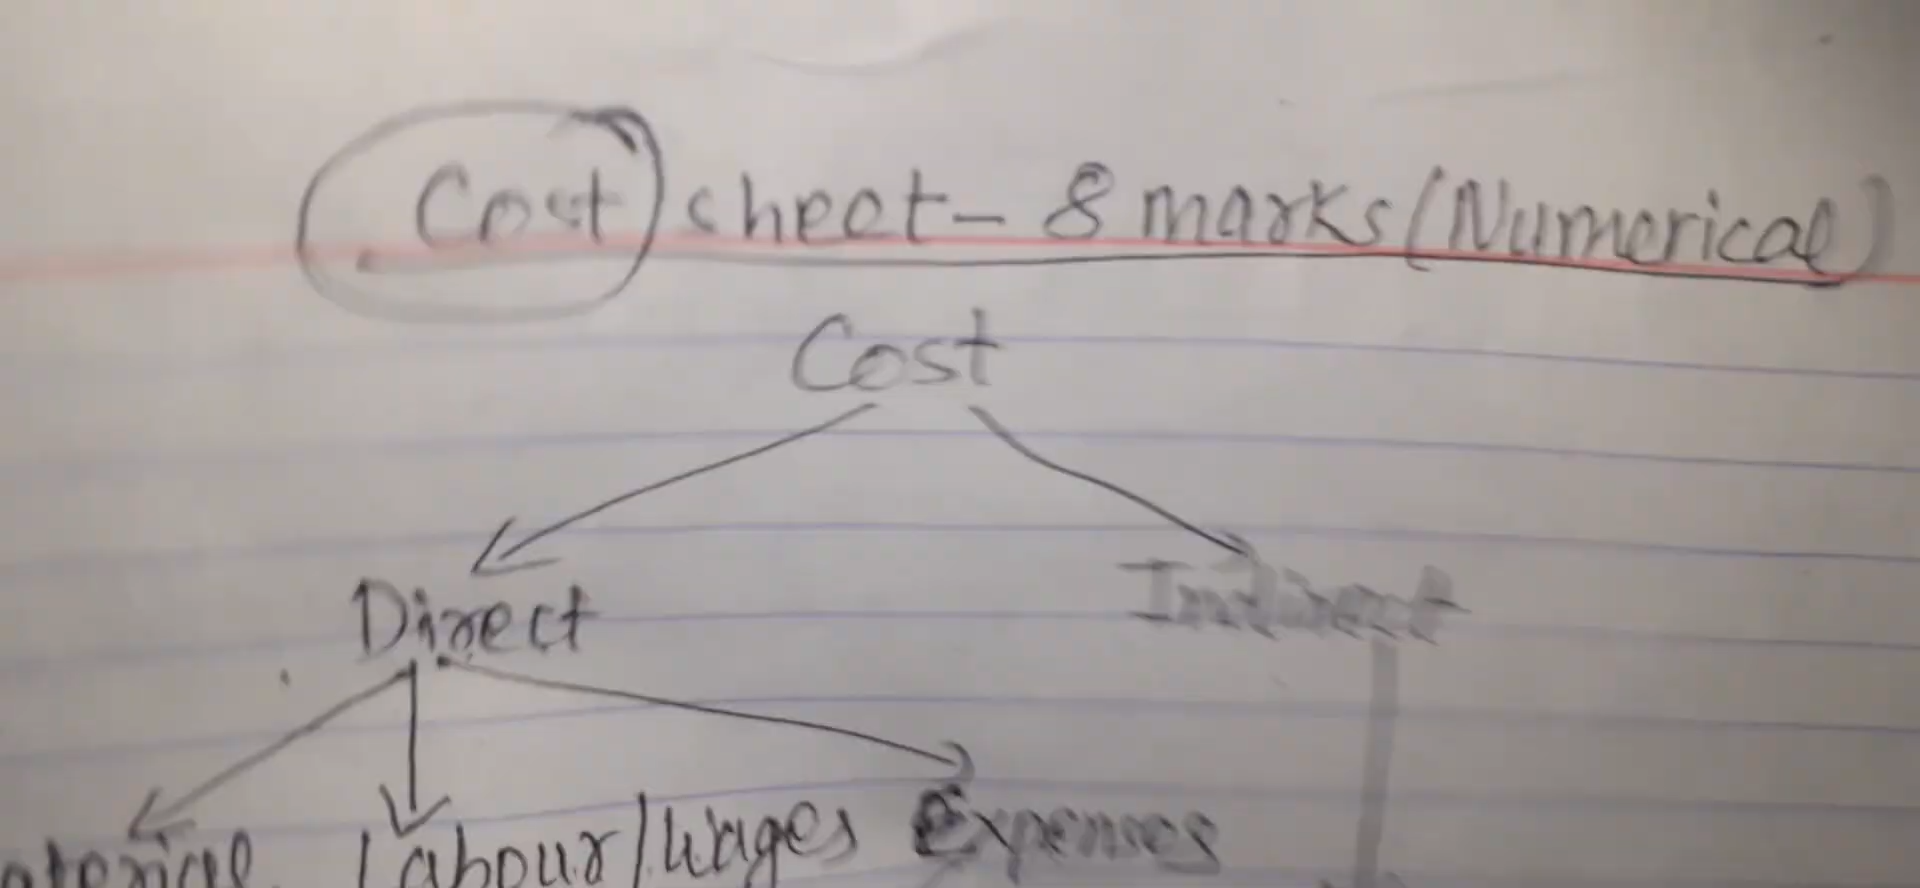 Cost sheet - 8 marks (Numerical)
Cost
Direct Indirect
Labour/Wages Expenses